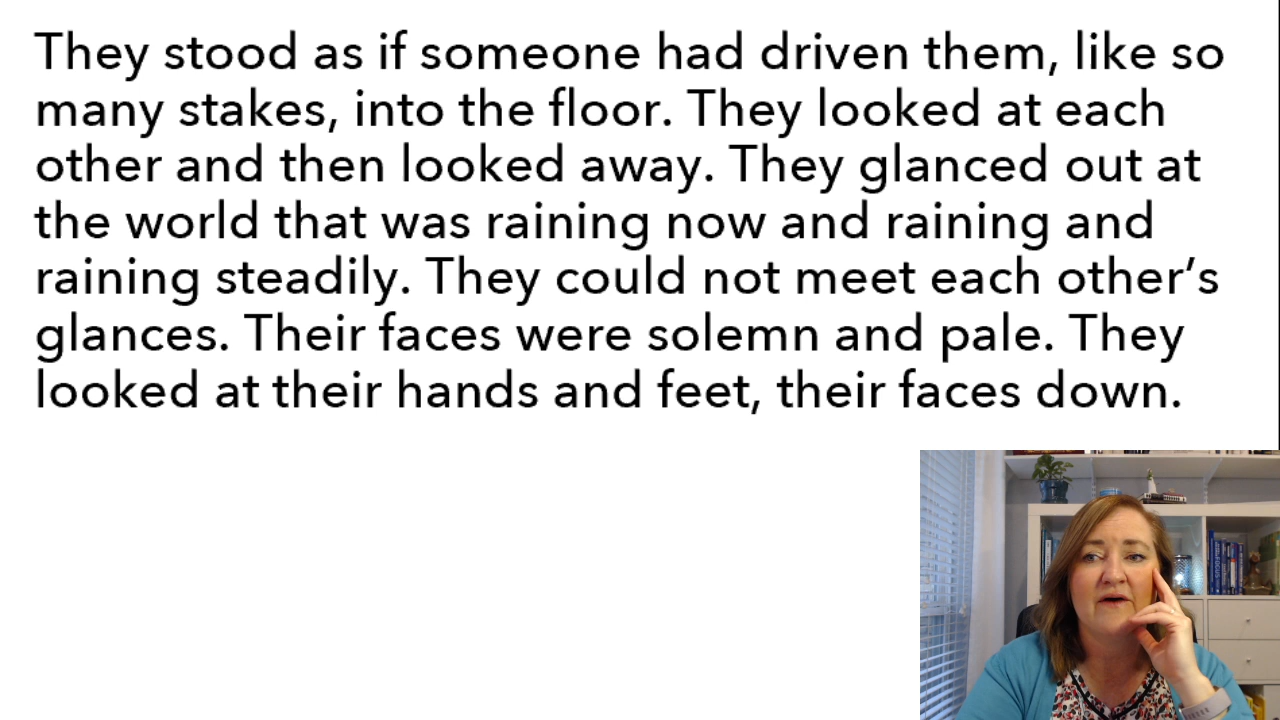 They stood as if someone had driven them, like so
many stakes, into the floor. They looked at each
other and then looked away. They glanced out at
the world that was raining now and raining and
raining steadily. They could not meet each other’s
glances. Their faces were solemn and pale. They
looked at their hands and feet, their faces down.